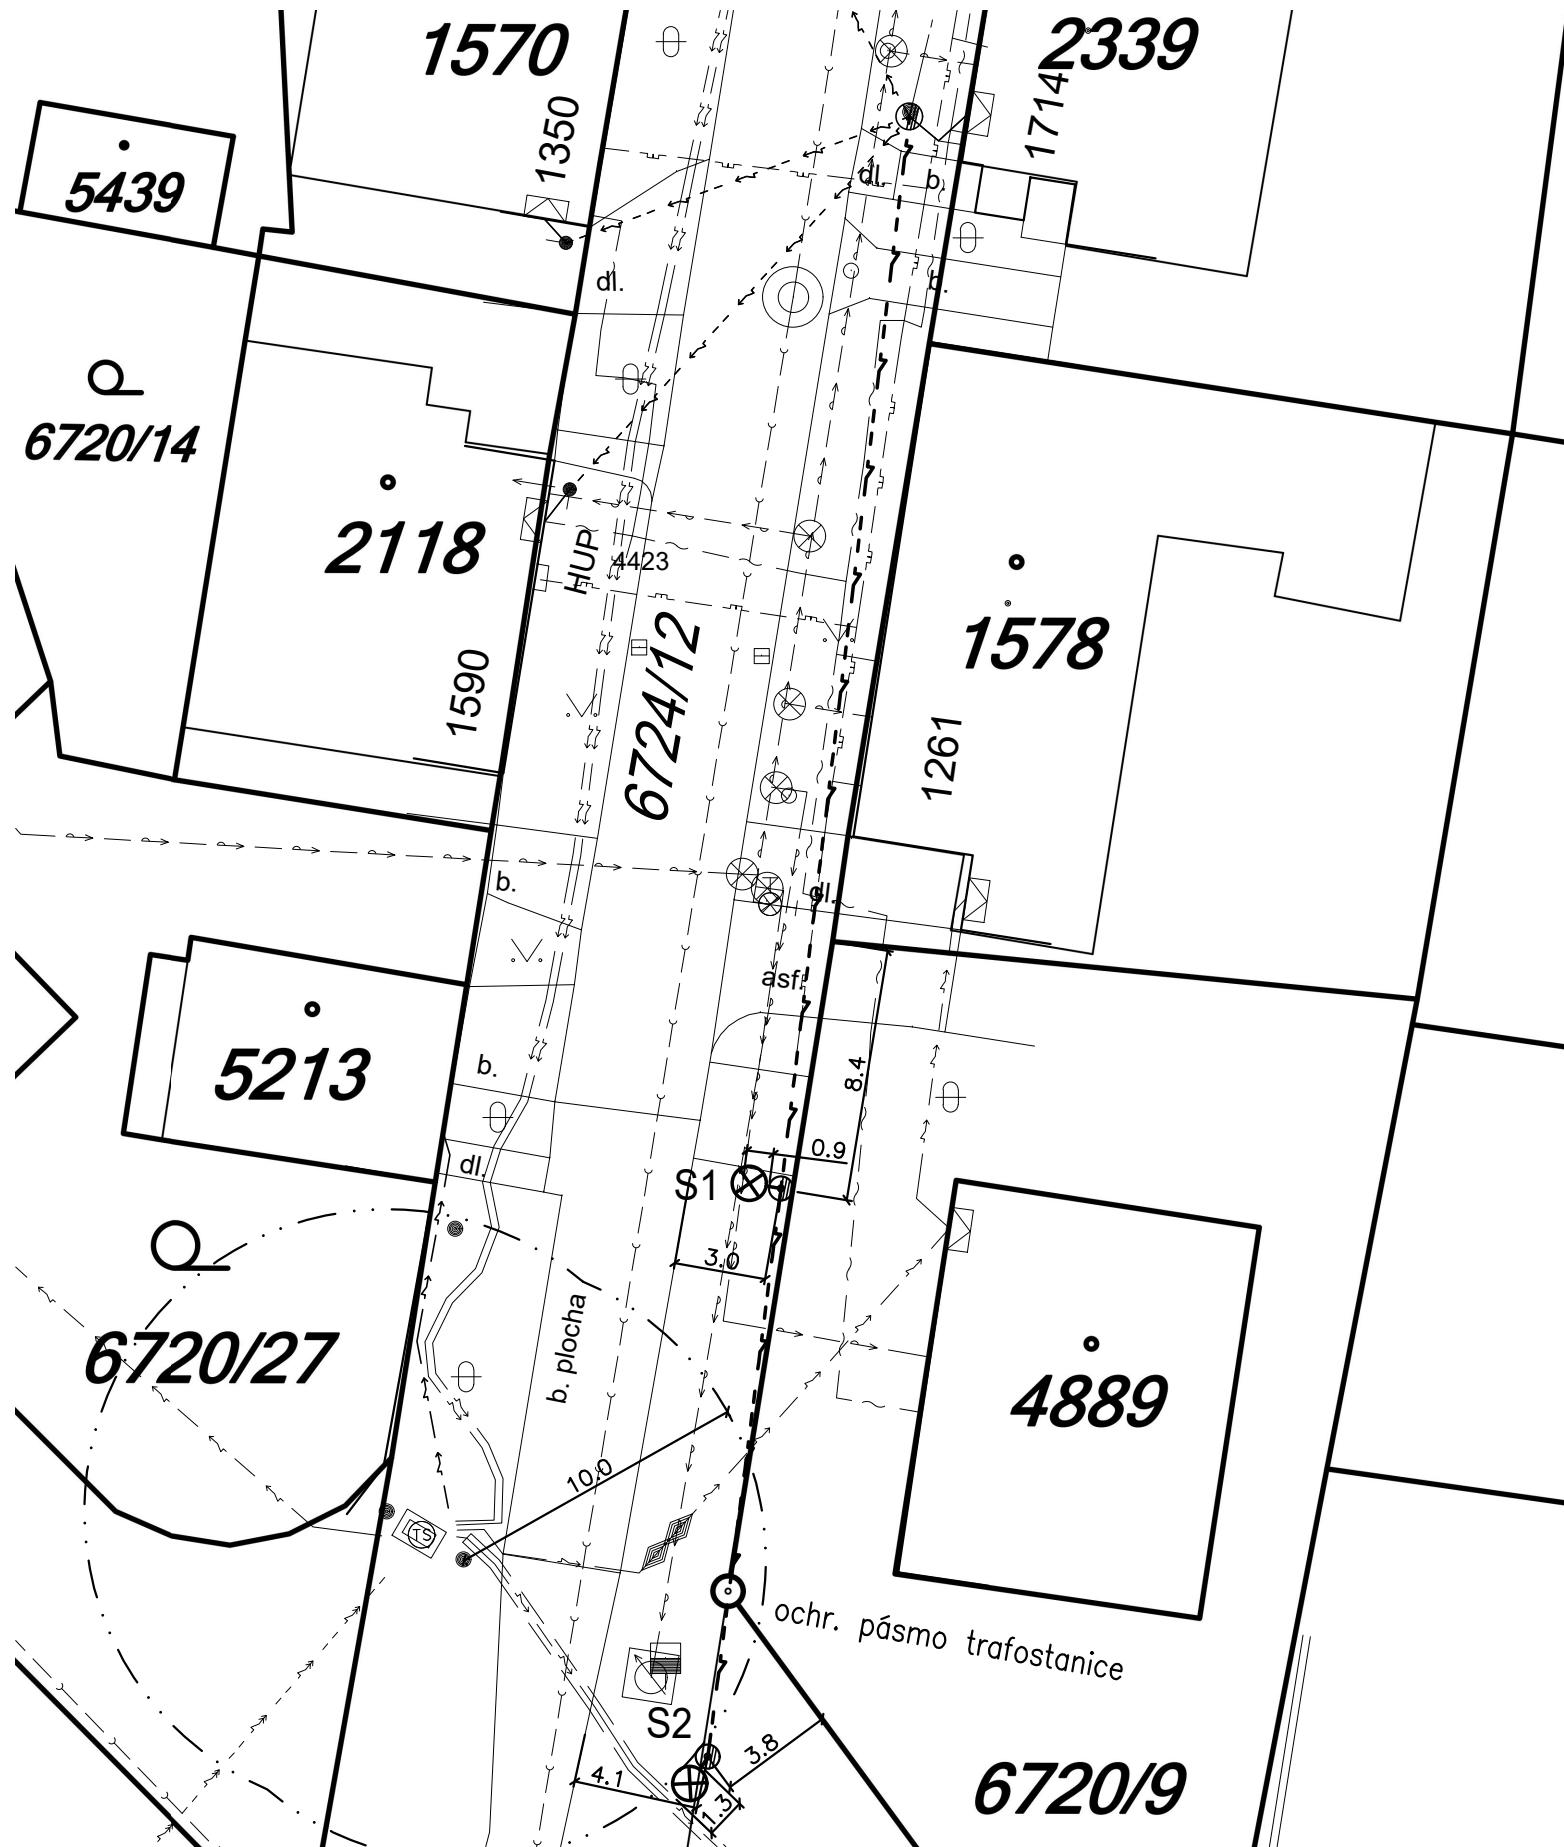 1570
2339
1350
1714
5439
dl.
b.
dl.
b.
6720/14
2118
HUP
4423
1578
6724/12
1590
1261
b.
dl.
asf.
5213
b.
8.4
dl.
0.9
S1
3.0
b. plocha
6720/27
4889
10.0
TS
ochr. pásmo trafostanice
S2
3.8
4.1
1.3
6720/9